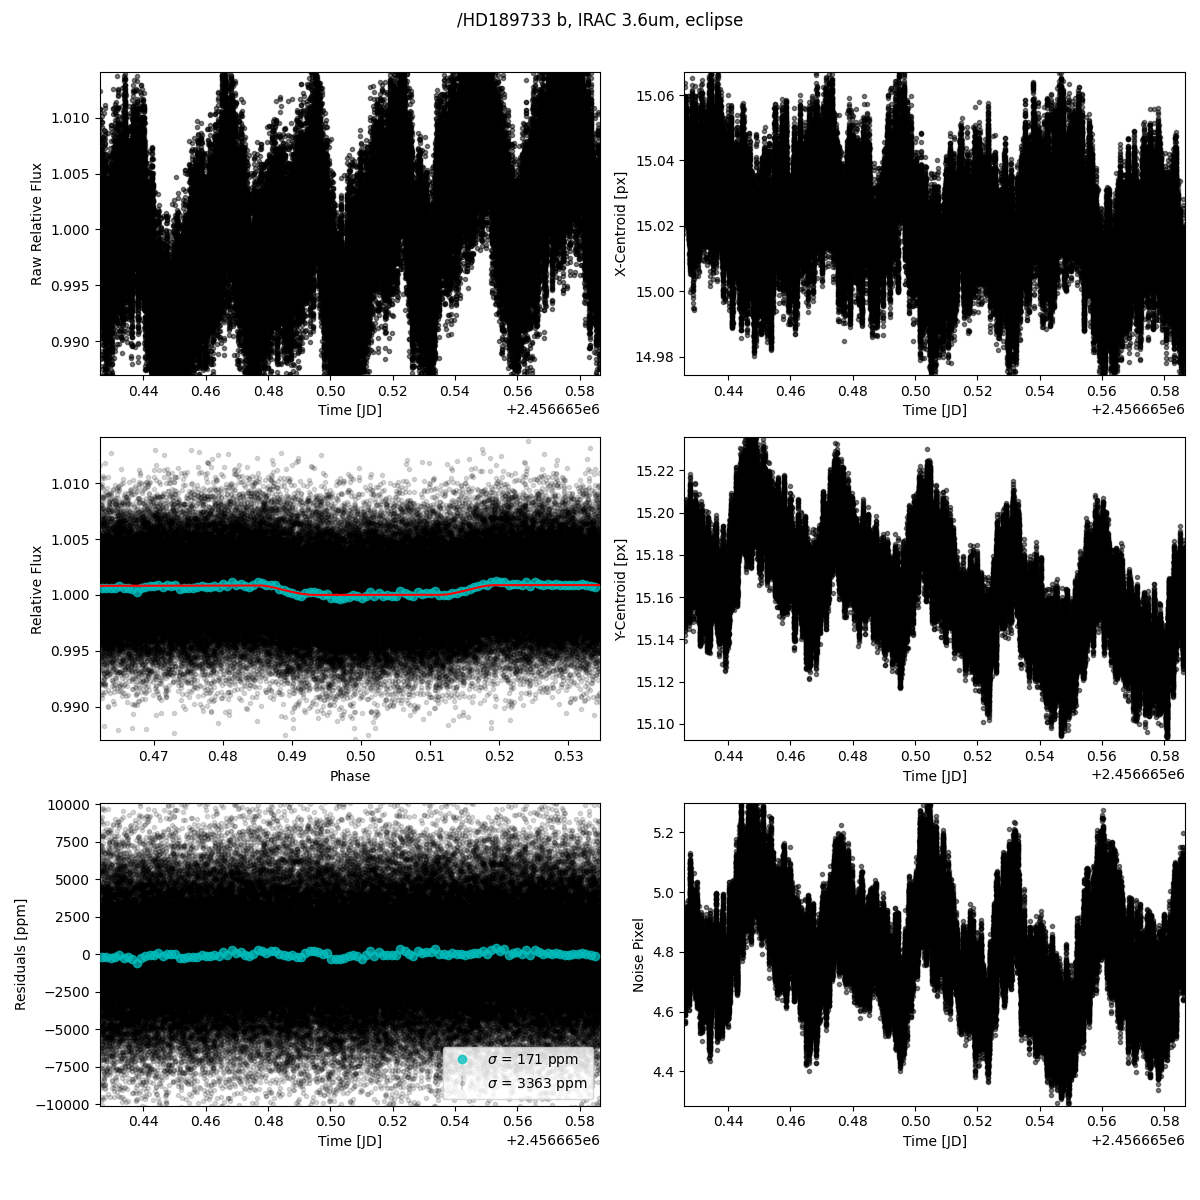 /HD189733 b, IRAC 3.6um, eclipse
Raw Relative Flux
1.010
1.005
1.000
0.995
0.990
0.44 0.46 0.48 0.50 0.52 0.54 0.56 0.58
Time [JD]
+2.456665e6
X-Centroid [px]
15.06
15.04
15.02
15.00
14.98
0.44 0.46 0.48 0.50 0.52 0.54 0.56 0.58
Time [JD]
+2.456665e6
Relative Flux
1.010
1.005
1.000
0.995
0.990
0.47 0.48 0.49 0.50 0.51 0.52 0.53
Phase
Y-Centroid [px]
15.22
15.20
15.18
15.16
15.14
15.12
15.10
0.44 0.46 0.48 0.50 0.52 0.54 0.56 0.58
Time [JD]
+2.456665e6
Residuals [ppm]
10000
7500
5000
2500
0
−2500
−5000
−7500
−10000
σ = 171 ppm
σ = 3363 ppm
0.44 0.46 0.48 0.50 0.52 0.54 0.56 0.58
Time [JD]
+2.456665e6
Noise Pixel
5.2
5.0
4.8
4.6
4.4
0.44 0.46 0.48 0.50 0.52 0.54 0.56 0.58
Time [JD]
+2.456665e6